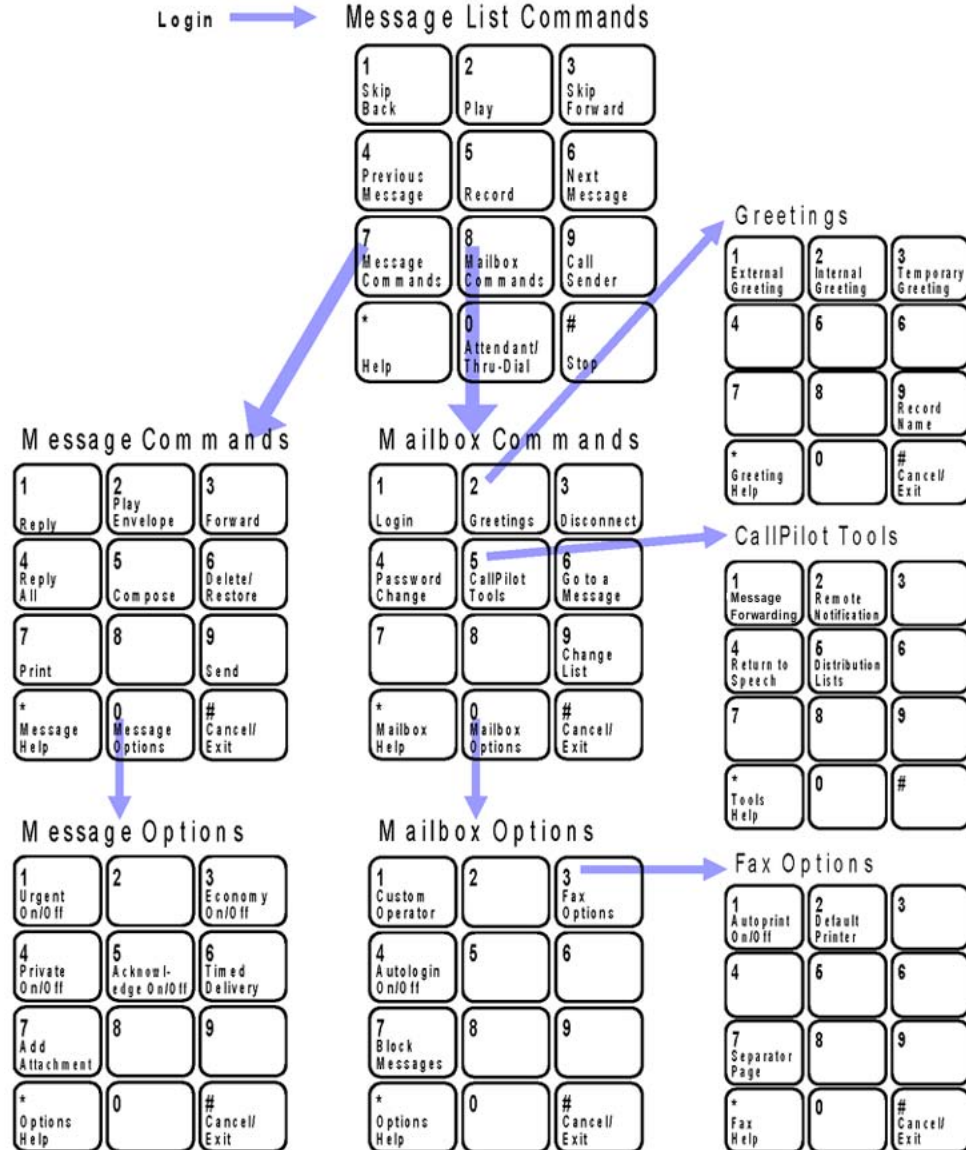 Login
Message List Commands
1
Skip
Back
2
Play
3
Skip
Forward
4
Previous
Message
5
Record
6
Next
Message
7
Message
Commands
8
Mailbox
Commands
9
Call
Sender
*
Help
0
Attendant/
Thru-Dial
#
Stop
Message Commands
1
Reply
2
Play
Envelope
3
Forward
4
Reply
All
5
Compose
6
Delete/
Restore
7
Print
8
9
Send
*
Message
Help
0
Message
Options
#
Cancel/
Exit
Mailbox Commands
1
Login
2
Greetings
3
Disconnect
4
Password
Change
5
CallPilot
Tools
6
Go to a
Message
7
8
9
Change
List
*
Mailbox
Help
0
Mailbox
Options
#
Cancel/
Exit
Greetings
1
External
Greeting
2
Internal
Greeting
3
Temporary
Greeting
4
5
6
7
8
9
Record
Name
*
Greeting
Help
0
#
Cancel/
Exit
CallPilot Tools
1
Message
Forwarding
2
Remote
Notification
3
4
Return to
Speech
5
Distribution
Lists
6
7
8
9
*
Tools
Help
0
#
Message Options
1
Urgent
On/Off
2
3
Economy
On/Off
4
Private
On/Off
5
Acknowl-
edge On/Off
6
Timed
Delivery
7
Add
Attachment
8
9
*
Options
Help
0
#
Cancel/
Exit
Mailbox Options
1
Custom
Operator
2
3
Fax
Options
4
Autologin
On/Off
5
6
7
Block
Messages
8
9
*
Options
Help
0
#
Cancel/
Exit
Fax Options
1
Autoprint
On/Off
2
Default
Printer
3
4
5
6
7
Separator
Page
8
9
*
Fax
Help
0
#
Cancel/
Exit